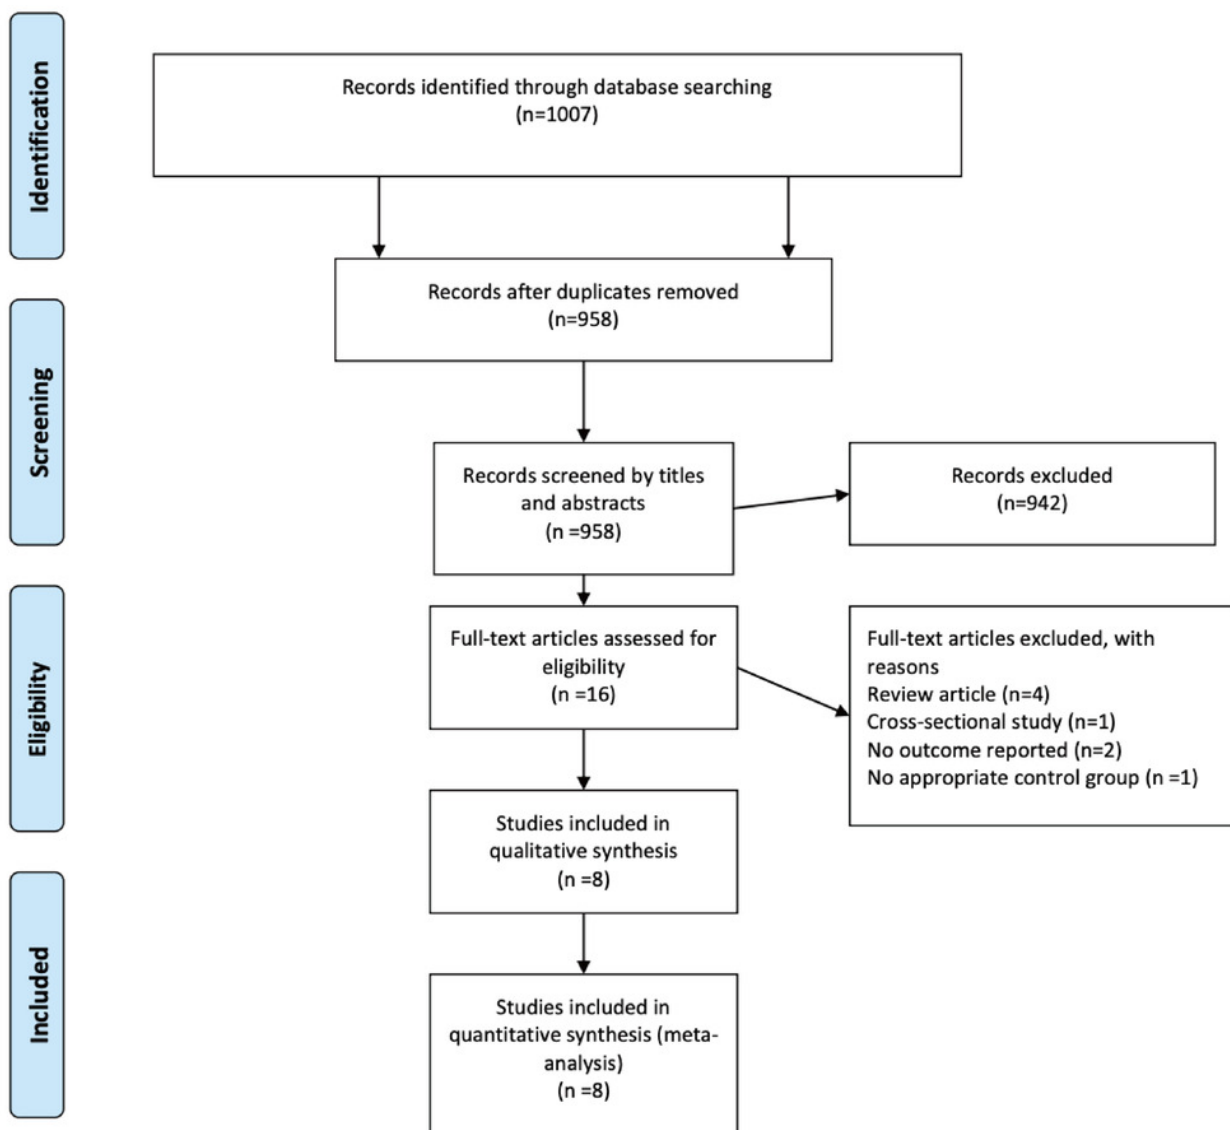 Identification
Records identified through database searching
(n=1007)
Records after duplicates removed
(n=958)
Screening
Records screened by titles
and abstracts
(n =958)
Records excluded
(n=942)
Eligibility
Full-text articles assessed for
eligibility
(n =16)
Full-text articles excluded, with
reasons
Review article (n=4)
Cross-sectional study (n=1)
No outcome reported (n=2)
No appropriate control group (n =1)
Studies included in
qualitative synthesis
(n =8)
Included
Studies included in
quantitative synthesis (meta-
analysis)
(n =8)